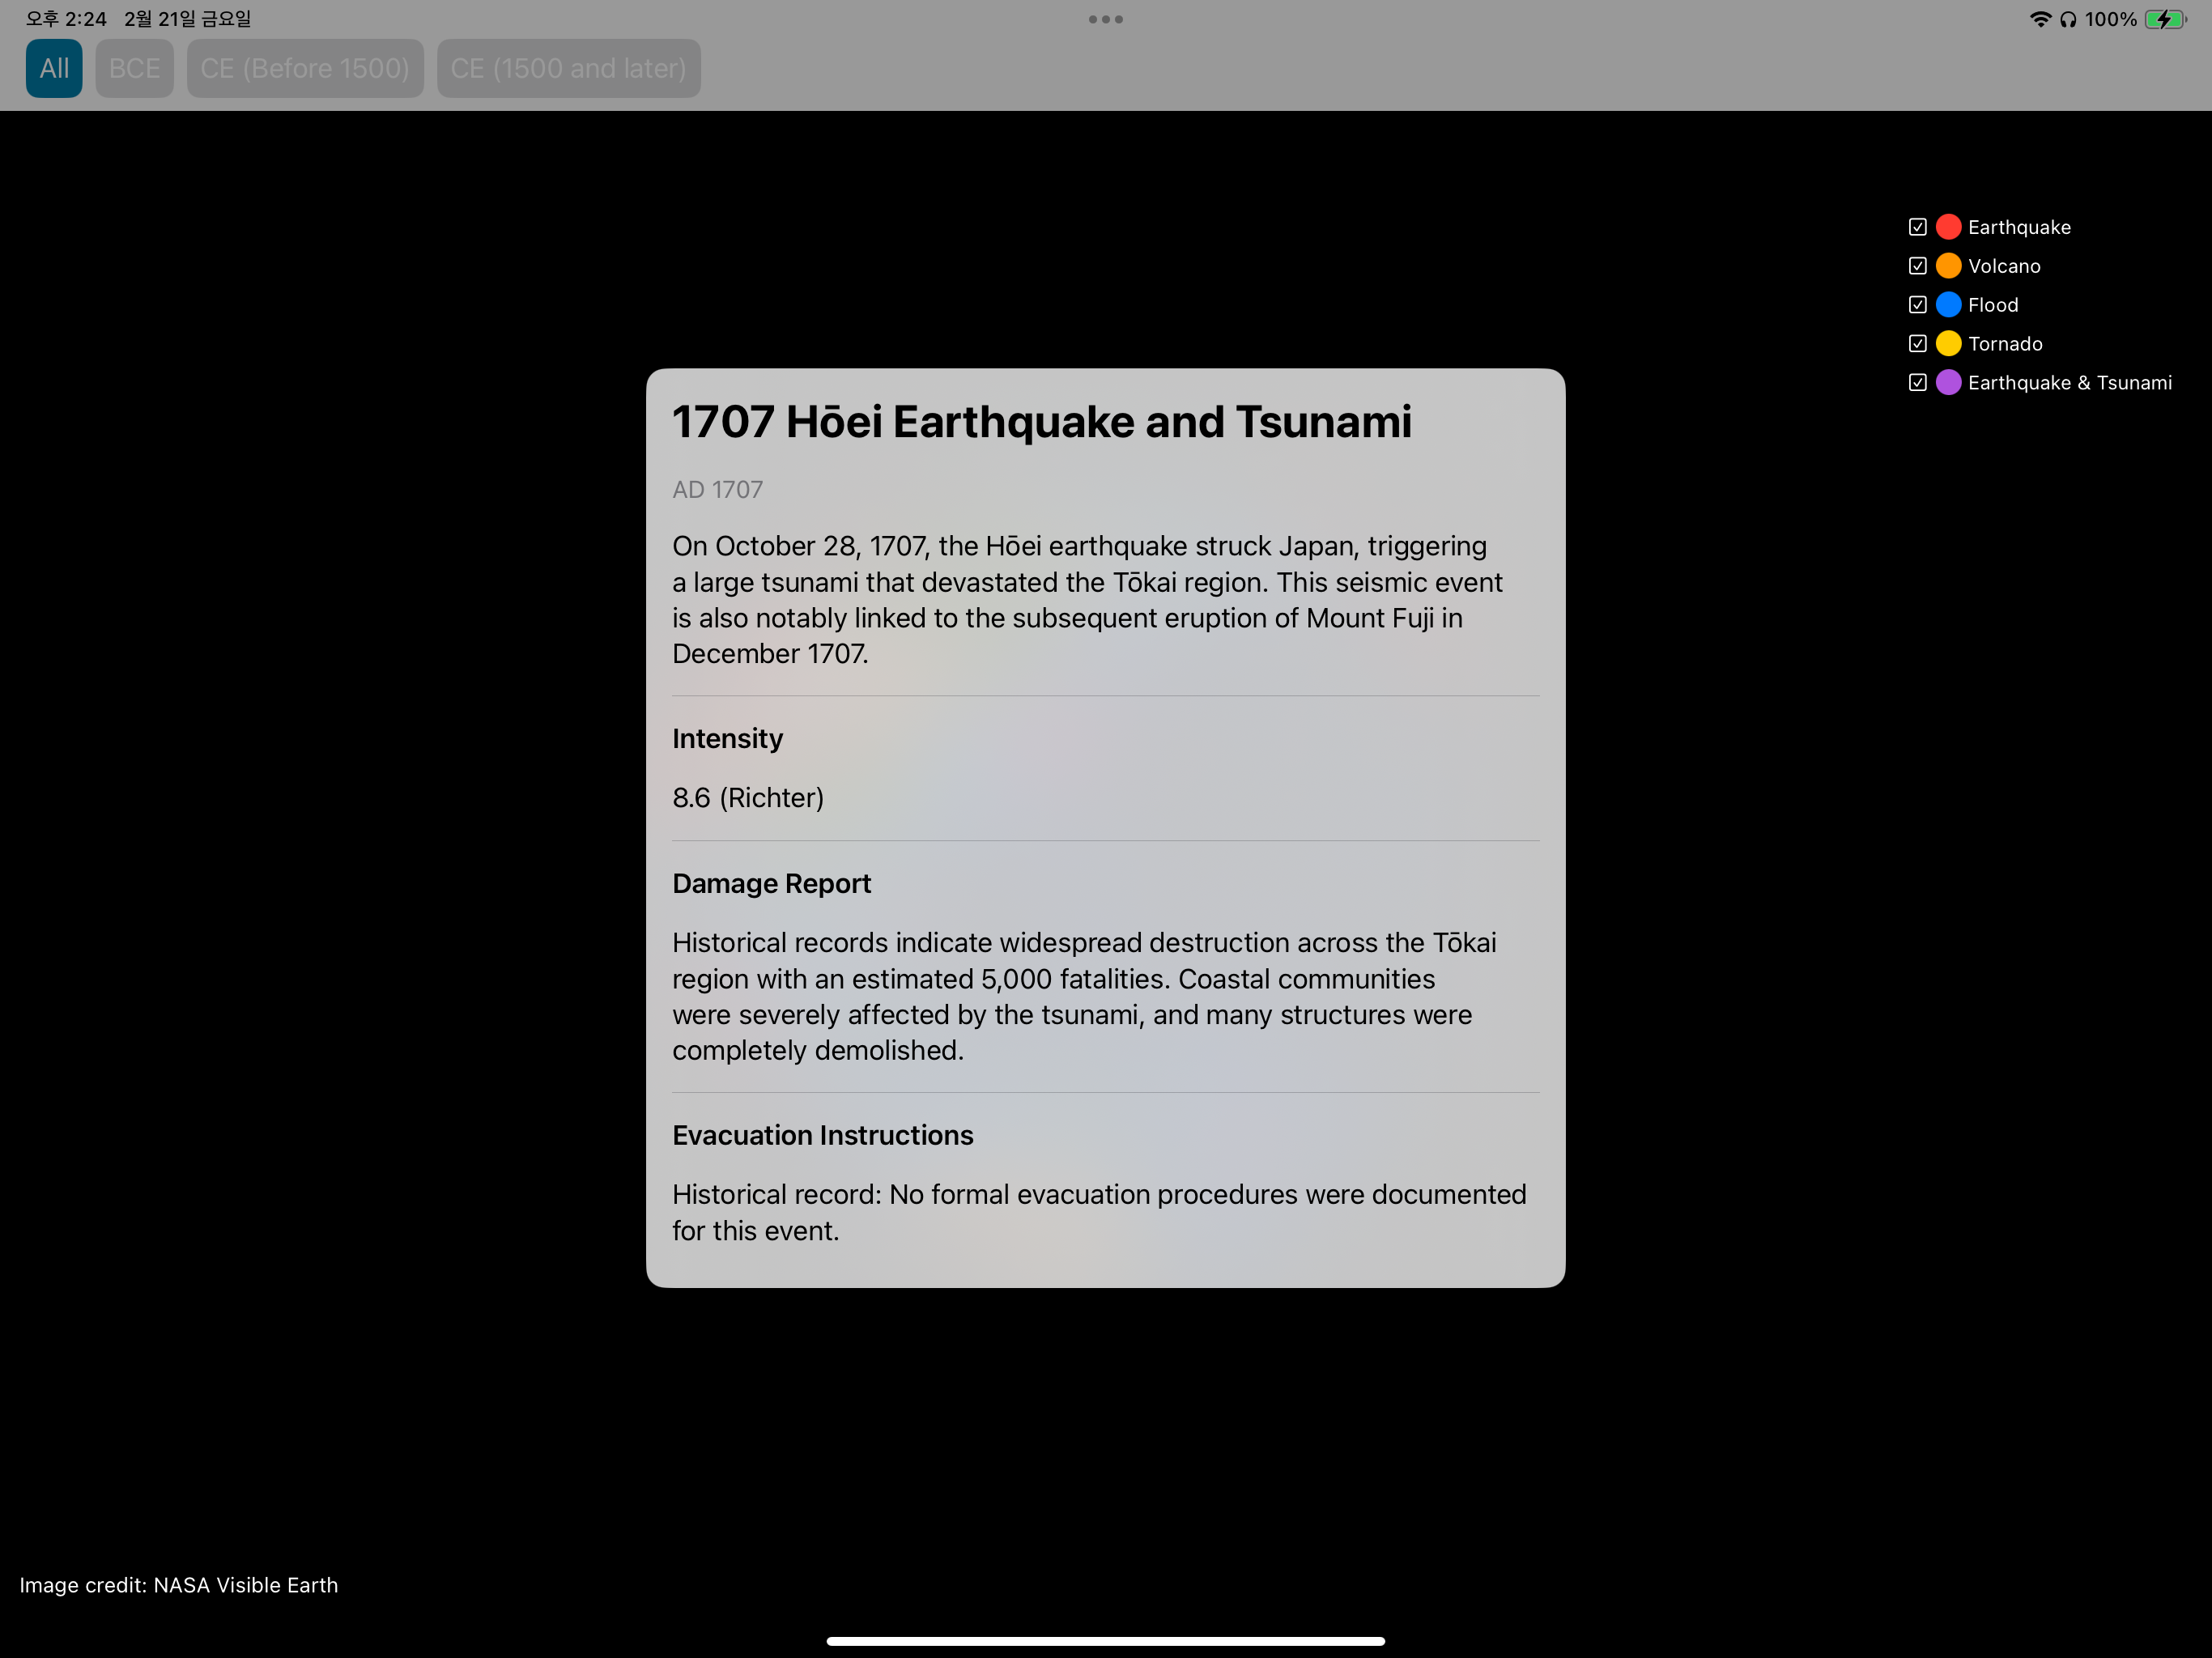 오후 2:24 2월 21일 금요일
100%
All
BCE
CE (Before 1500)
CE (1500 and later)
Earthquake
Volcano
Flood
Tornado
Earthquake & Tsunami
1707 Hōei Earthquake and Tsunami
AD 1707
On October 28, 1707, the Hōei earthquake struck Japan, triggering
a large tsunami that devastated the Tōkai region. This seismic event
is also notably linked to the subsequent eruption of Mount Fuji in
December 1707.
Intensity
8.6 (Richter)
Damage Report
Historical records indicate widespread destruction across the Tōkai
region with an estimated 5,000 fatalities. Coastal communities
were severely affected by the tsunami, and many structures were
completely demolished.
Evacuation Instructions
Historical record: No formal evacuation procedures were documented
for this event.
Image credit: NASA Visible Earth